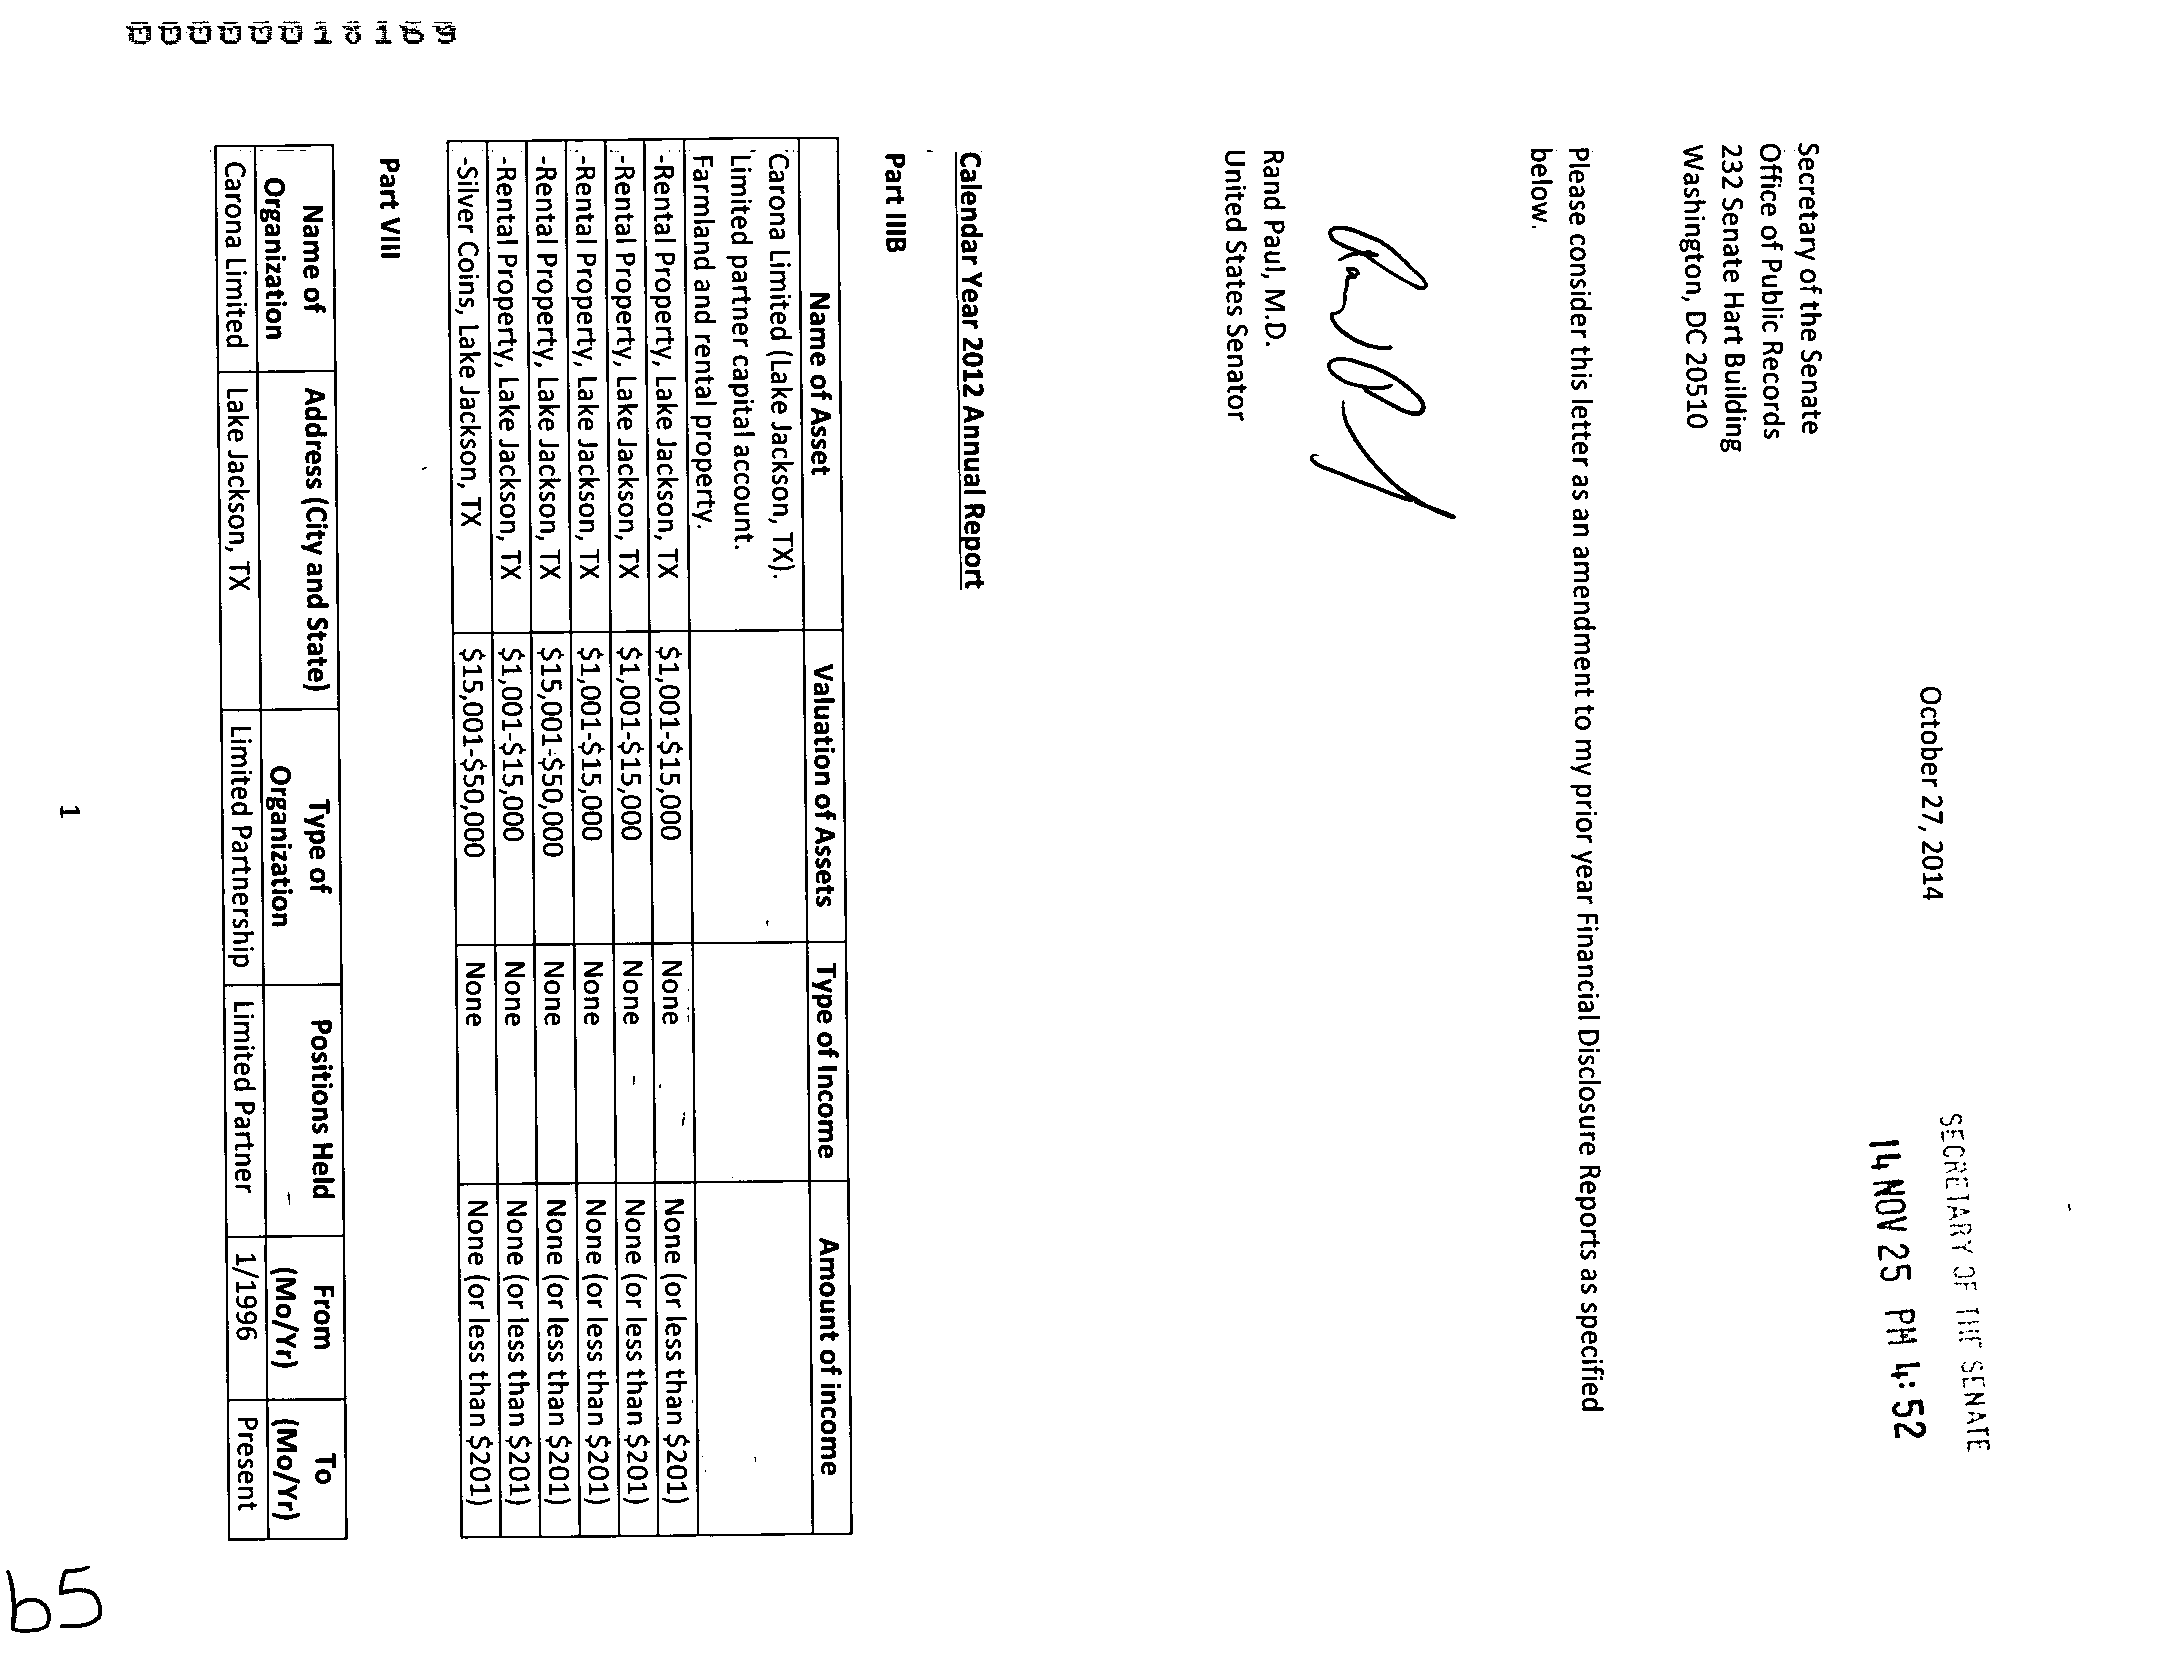 SECRETARY OF THE SENATE
14 NOV 25 PM 4:52
October 27, 2014
Secretary of the Senate
Office of Public Records
232 Senate Hart Building
Washington, DC 20510
Please consider this letter as an amendment to my prior year Financial Disclosure Reports as specified
below.
Rand Paul, M.D.
United States Senator
Calendar Year 2012 Annual Report
Part IIIB
Name of Asset Valuation of Assets Type of Income Amount of income
Carona Limited (Lake Jackson, TX).
Limited partner capital account.
Farmland and rental property.
-Rental Property, Lake Jackson, TX $1,001-$15,000 None None (or less than $201)
-Rental Property, Lake Jackson, TX $1,001-$15,000 None None (or less than $201)
-Rental Property, Lake Jackson, TX $1,001-$15,000 None None (or less than $201)
-Rental Property, Lake Jackson, TX $15,001-$50,000 None None (or less than $201)
-Rental Property, Lake Jackson, TX $1,001-$15,000 None None (or less than $201)
-Silver Coins, Lake Jackson, TX $15,001-$50,000 None None (or less than $201)
Part VIII
Name of Organization Address (City and State) Type of Organization Positions Held From (Mo/Yr) To (Mo/Yr)
Carona Limited Lake Jackson, TX Limited Partnership Limited Partner 1/1996 Present
1
b5